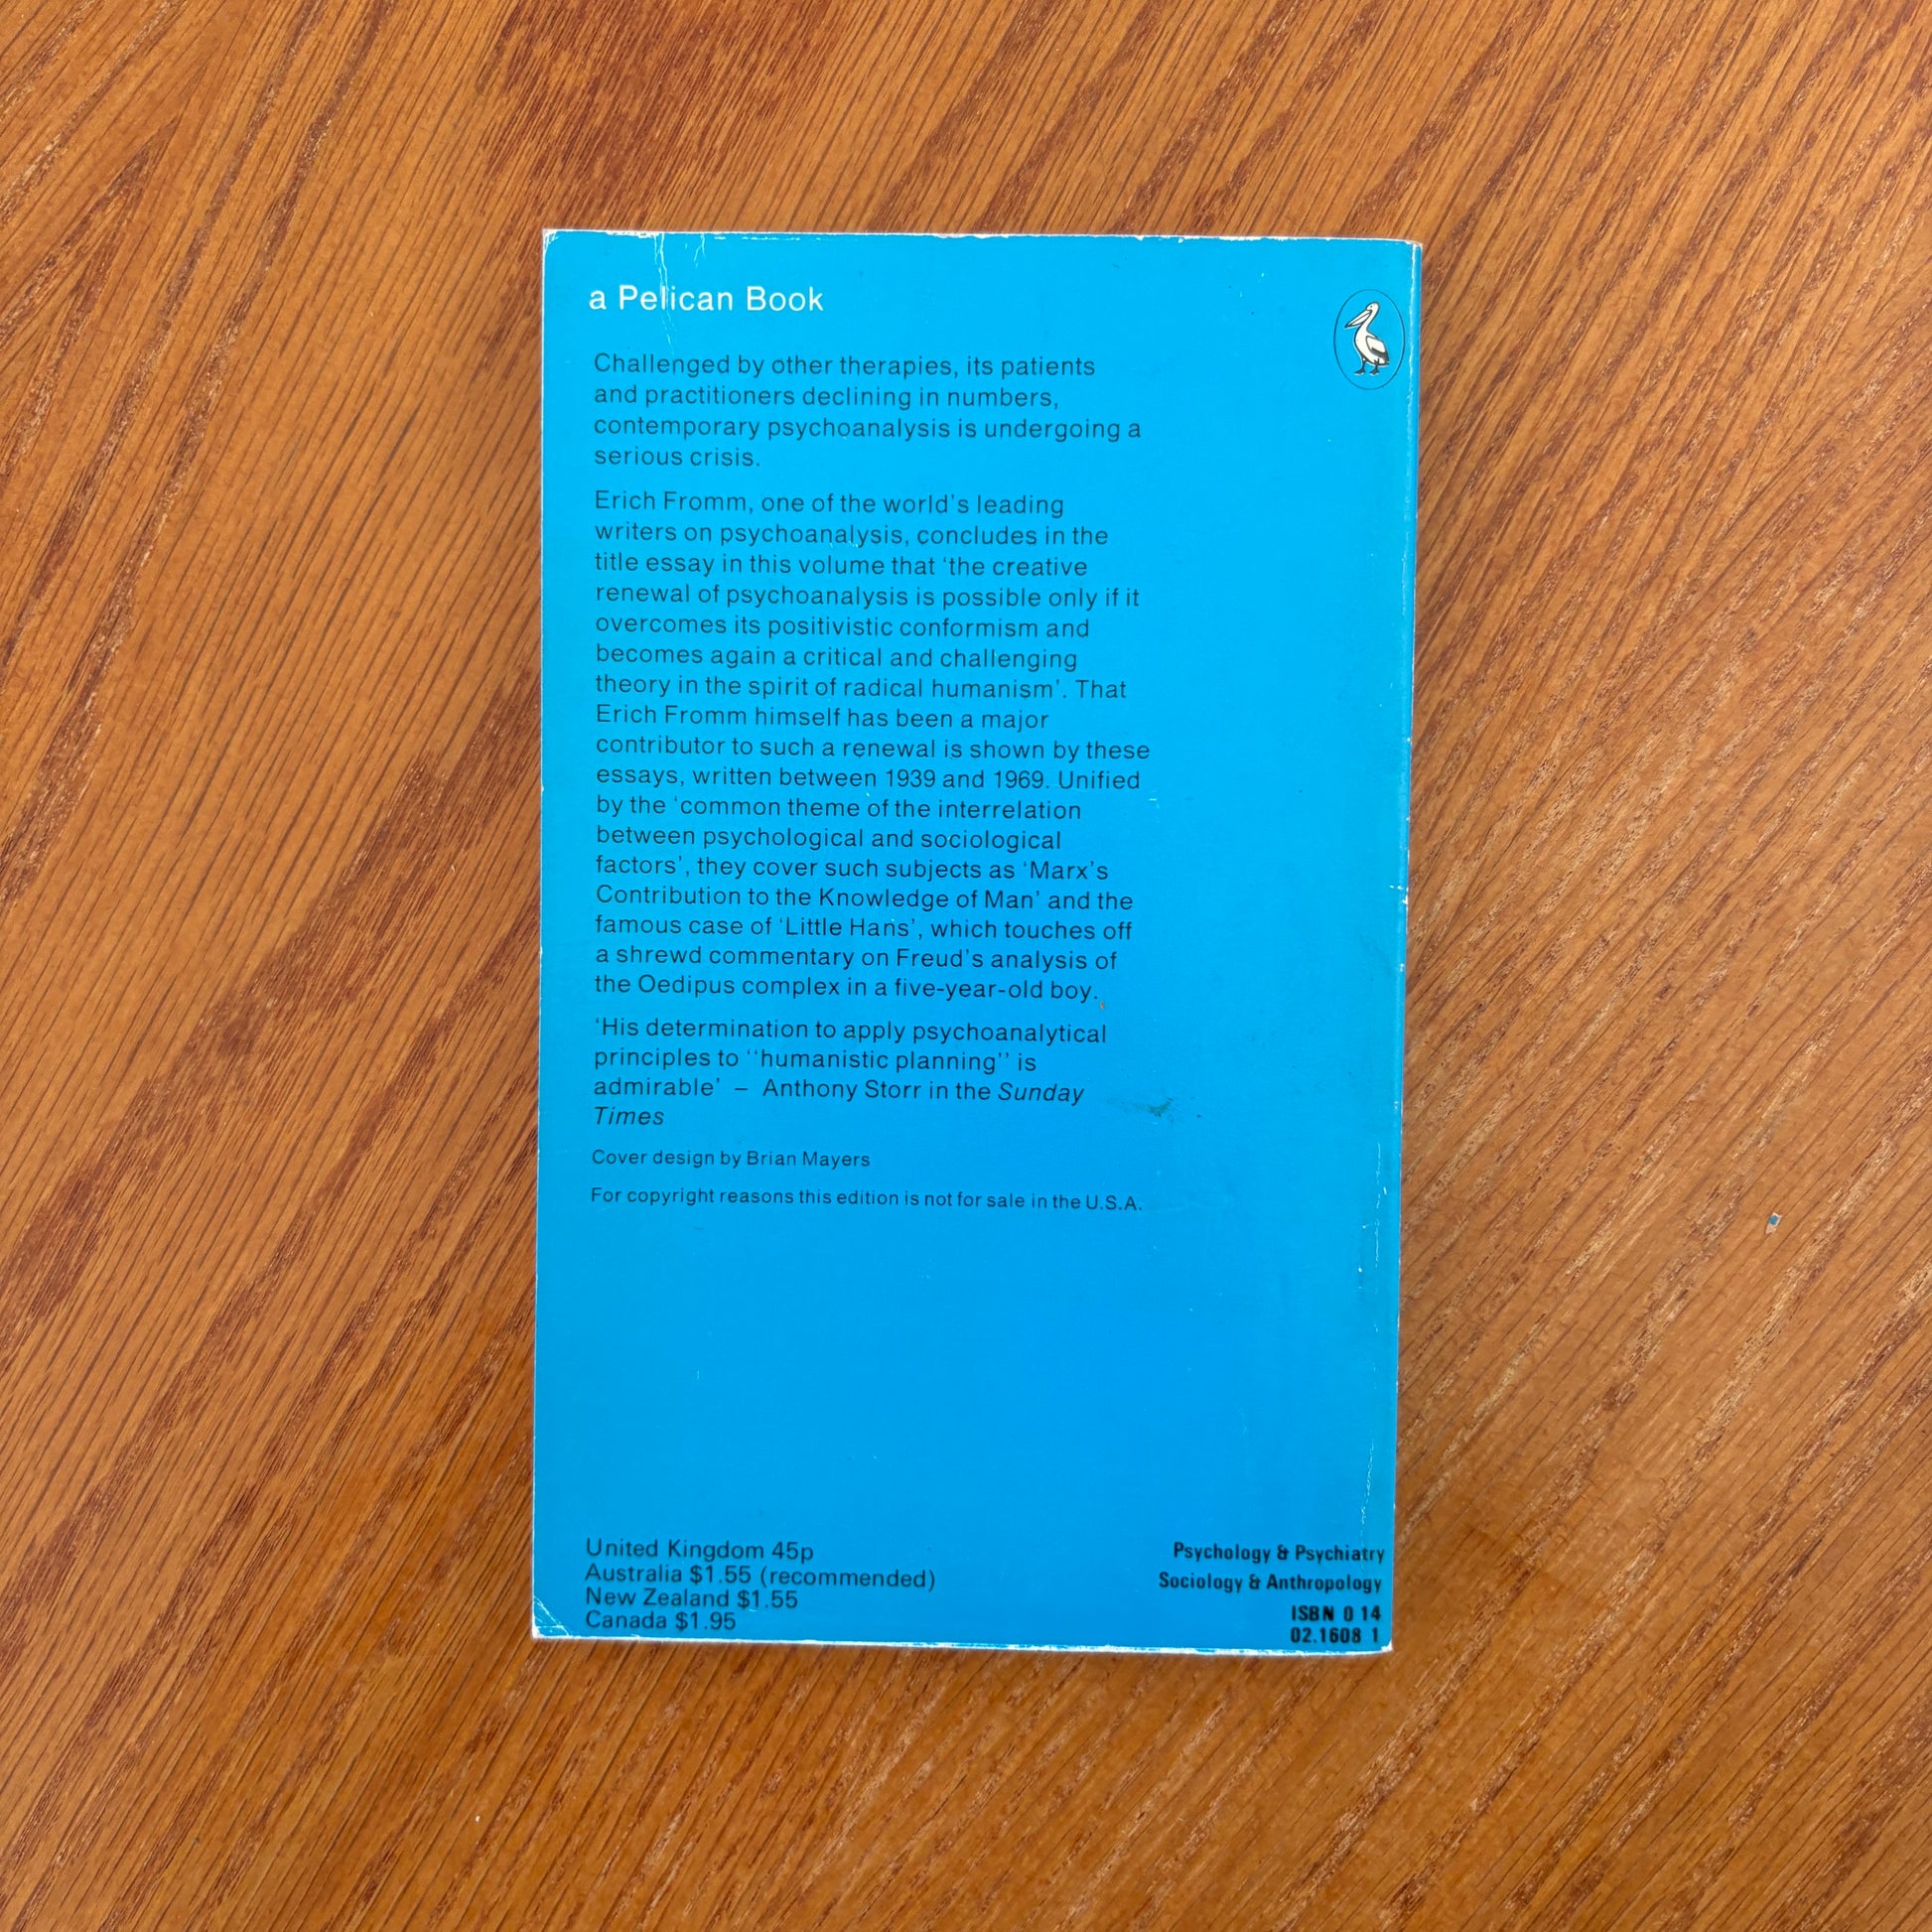 a Pelican Book
Challenged by other therapies, its patients
and practitioners declining in numbers,
contemporary psychoanalysis is undergoing a
serious crisis.
Erich Fromm, one of the world's leading
writers on psychoanalysis, concludes in the
title essay in this volume that ‘the creative
renewal of psychoanalysis is possible only if it
overcomes its positivistic conformism and
becomes again a critical and challenging
theory in the spirit of radical humanism’. That
Erich Fromm himself has been a major
contributor to such a renewal is shown by these
essays, written between 1939 and 1969. Unified
by the ‘common theme of the interrelation
between psychological and sociological
factors’, they cover such subjects as ‘Marx's
Contribution to the Knowledge of Man’ and the
famous case of ‘Little Hans’, which touches off
a shrewd commentary on Freud's analysis of
the Oedipus complex in a five-year-old boy.
‘His determination to apply psychoanalytical
principles to ‘‘humanistic planning’’ is
admirable’ – Anthony Storr in the Sunday
Times
Cover design by Brian Mayers
For copyright reasons this edition is not for sale in the U.S.A.
United Kingdom 45p
Australia $1.55 (recommended)
New Zealand $1.55
Canada $1.95
Psychology & Psychiatry
Sociology & Anthropology
ISBN 0 14
02.1608 1